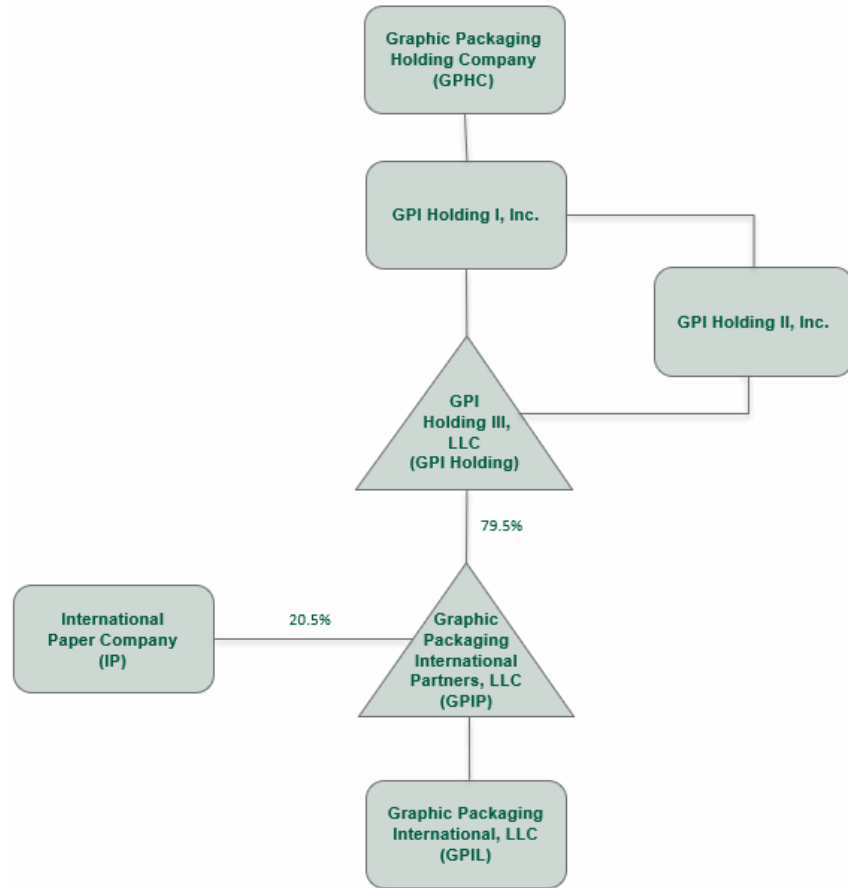 Graphic Packaging
Holding Company
(GPHC)
GPI Holding I, Inc.
GPI Holding II, Inc.
GPI
Holding III,
LLC
(GPI Holding)
79.5%
International
Paper Company
(IP)
20.5%
Graphic
Packaging
International
Partners, LLC
(GPIP)
Graphic Packaging
International, LLC
(GPIL)